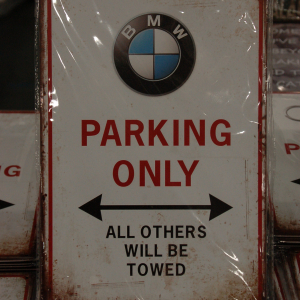 BMW
PARKING
ONLY
ALL OTHERS
WILL BE
TOWED